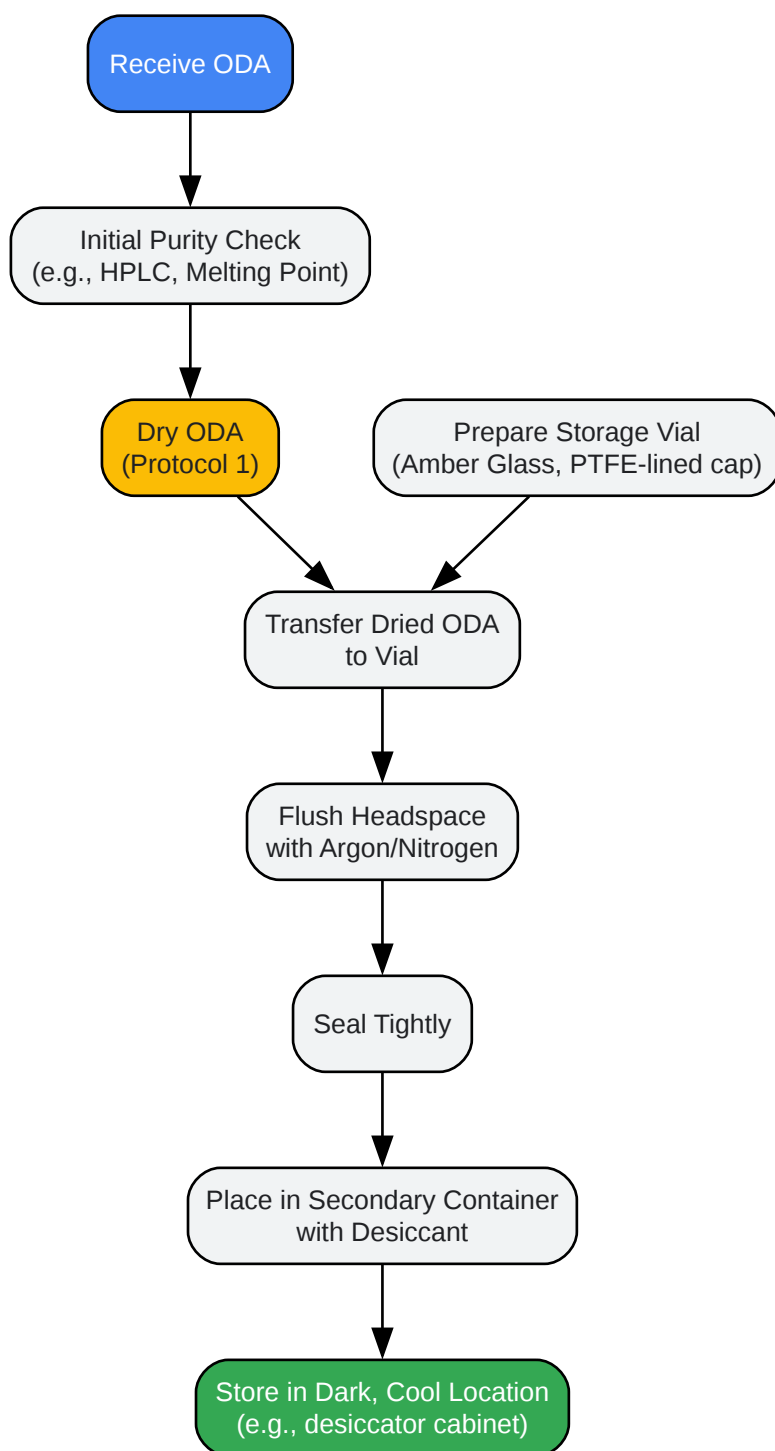 Receive ODA
Initial Purity Check
(e.g., HPLC, Melting Point)
Dry ODA
(Protocol 1)
Prepare Storage Vial
(Amber Glass, PTFE-lined cap)
Transfer Dried ODA
to Vial
Flush Headspace
with Argon/Nitrogen
Seal Tightly
Place in Secondary Container
with Desiccant
Store in Dark, Cool Location
(e.g., desiccator cabinet)